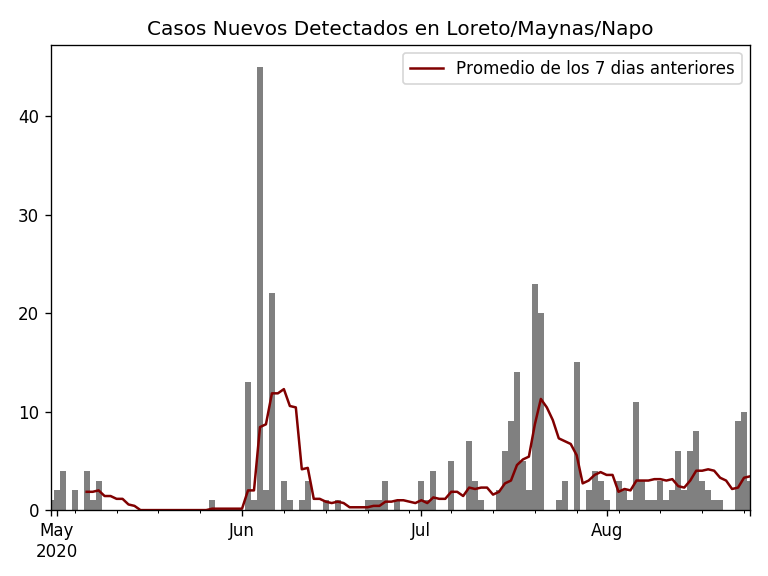 Casos Nuevos Detectados en Loreto/Maynas/Napo
Promedio de los 7 dias anteriores
40
30
20
10
0
May Jun Jul Aug
2020